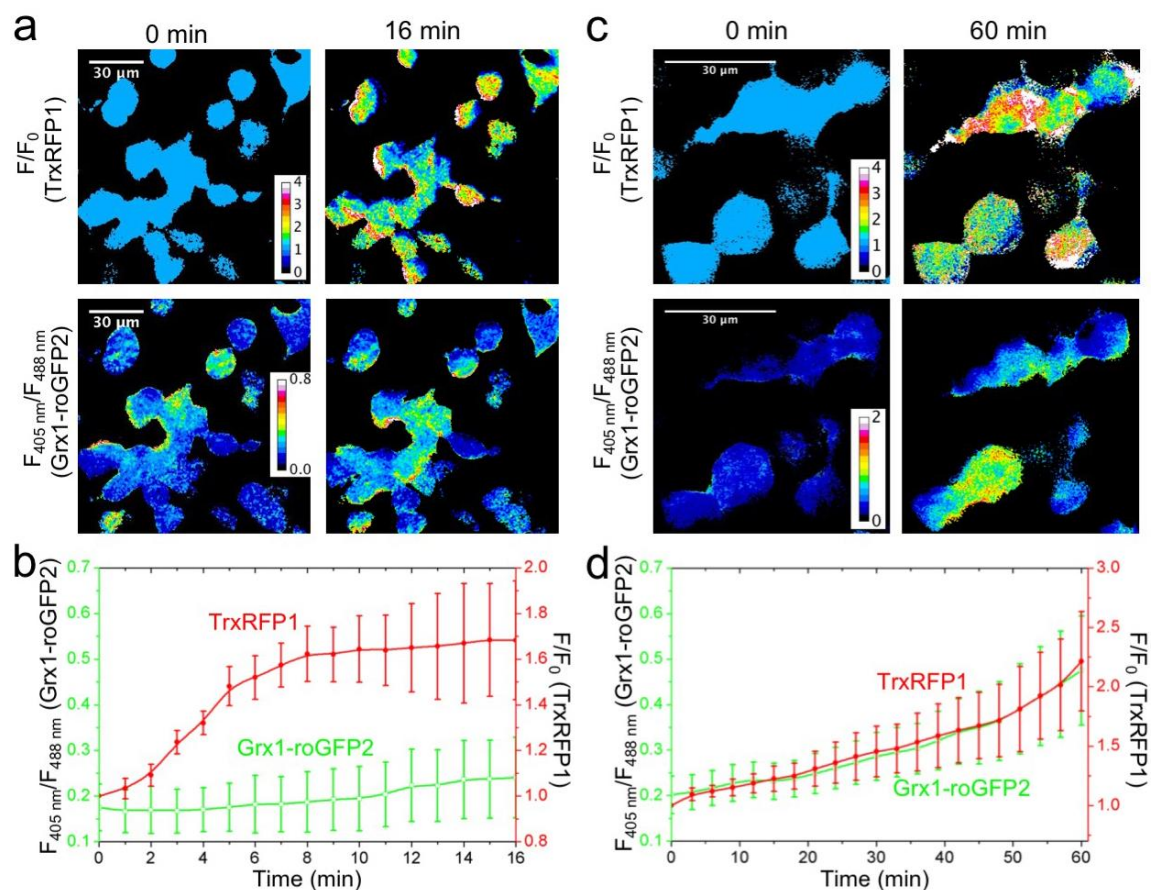 a
0 min
16 min
30 μm
F/F0
(TrxRFP1)
4
3
2
1
0
30 μm
F405 nm/F488 nm
(Grx1-roGFP2)
0.8
0.0
c
0 min
60 min
30 μm
F/F0
(TrxRFP1)
4
3
2
1
0
30 μm
F405 nm/F488 nm
(Grx1-roGFP2)
2
1
0
b
F405 nm/F488 nm (Grx1-roGFP2)
0.7
0.6
0.5
0.4
0.3
0.2
0.1
TrxRFP1
Grx1-roGFP2
2.0
1.8
1.6
1.4
1.2
1.0
0.8
F/F0 (TrxRFP1)
0 2 4 6 8 10 12 14 16
Time (min)
d
F405 nm/F488 nm (Grx1-roGFP2)
0.7
0.6
0.5
0.4
0.3
0.2
0.1
TrxRFP1
Grx1-roGFP2
3.0
2.5
2.0
1.5
1.0
F/F0 (TrxRFP1)
0 10 20 30 40 50 60
Time (min)